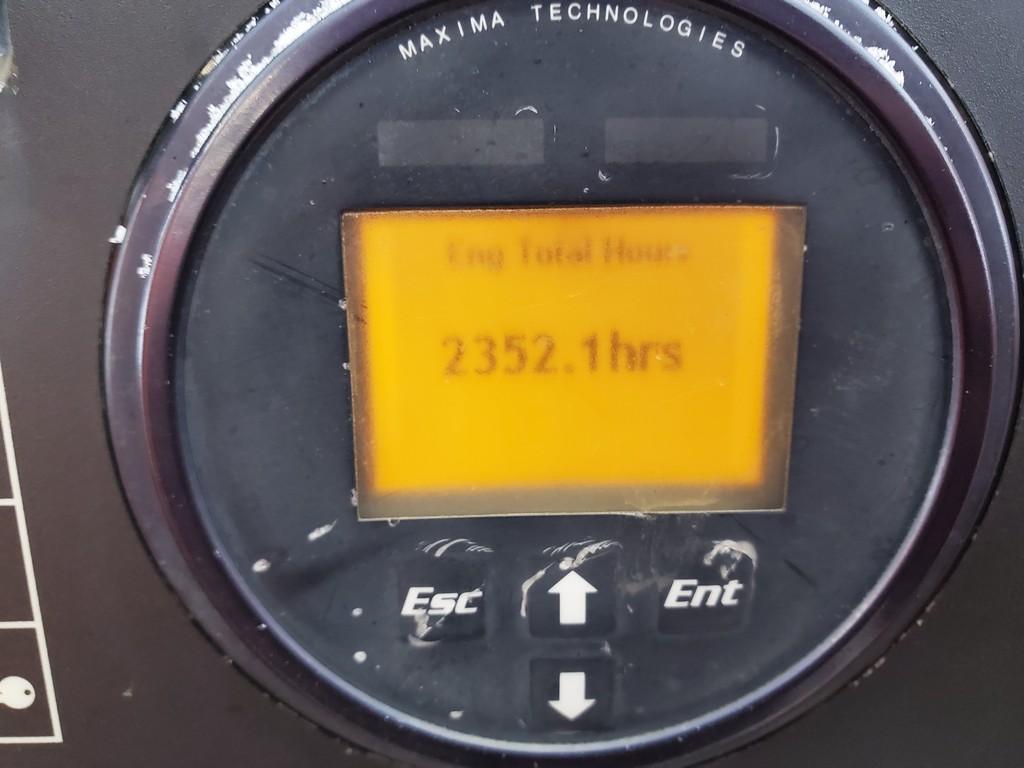 MAXIMA TECHNOLOGIES
Eng Total Hours
2352.1hrs
Esc
Ent